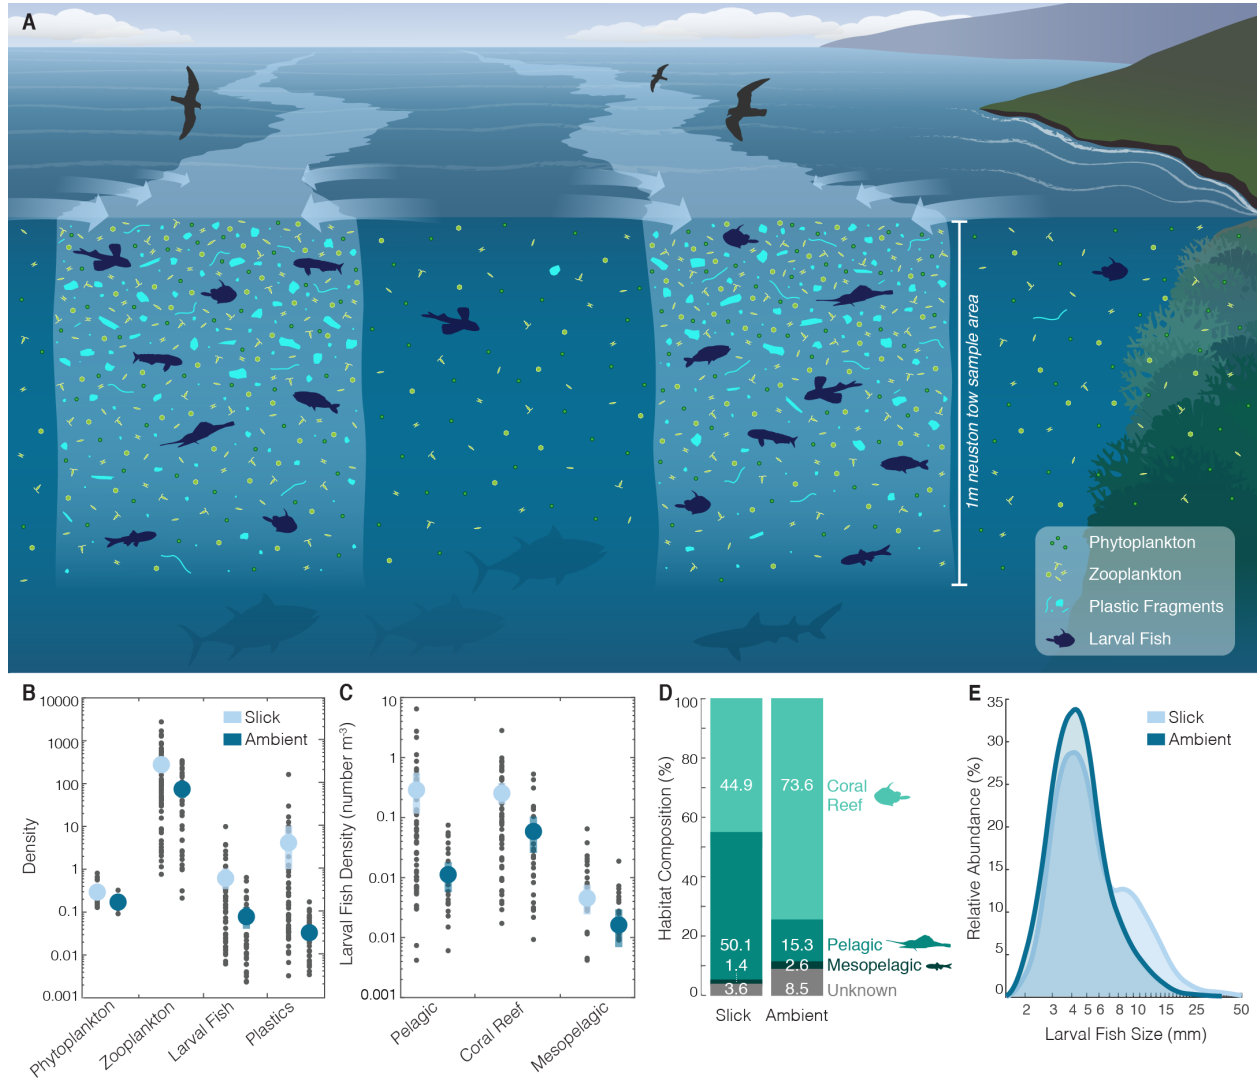 A
1m neuston tow sample area
Phytoplankton
Zooplankton
Plastic Fragments
Larval Fish
B
Density
10000
1000
100
10
1
0.1
0.01
0.001
Slick
Ambient
Phytoplankton
Zooplankton
Larval Fish
Plastics
C
Larval Fish Density (number m-3)
10
1
0.1
0.01
0.01
0.001
Pelagic
Coral Reef
Mesopelagic
D
Habitat Composition (%)
100
80
60
40
20
0
44.9
73.6
Coral
Reef
50.1
15.3
Pelagic
1.4
2.6
Mesopelagic
3.6
8.5
Unknown
Slick
Ambient
E
Relative Abundance (%)
35
30
25
20
15
10
5
0
Slick
Ambient
2 3 4 5 6 8 10 15 25 50
Larval Fish Size (mm)